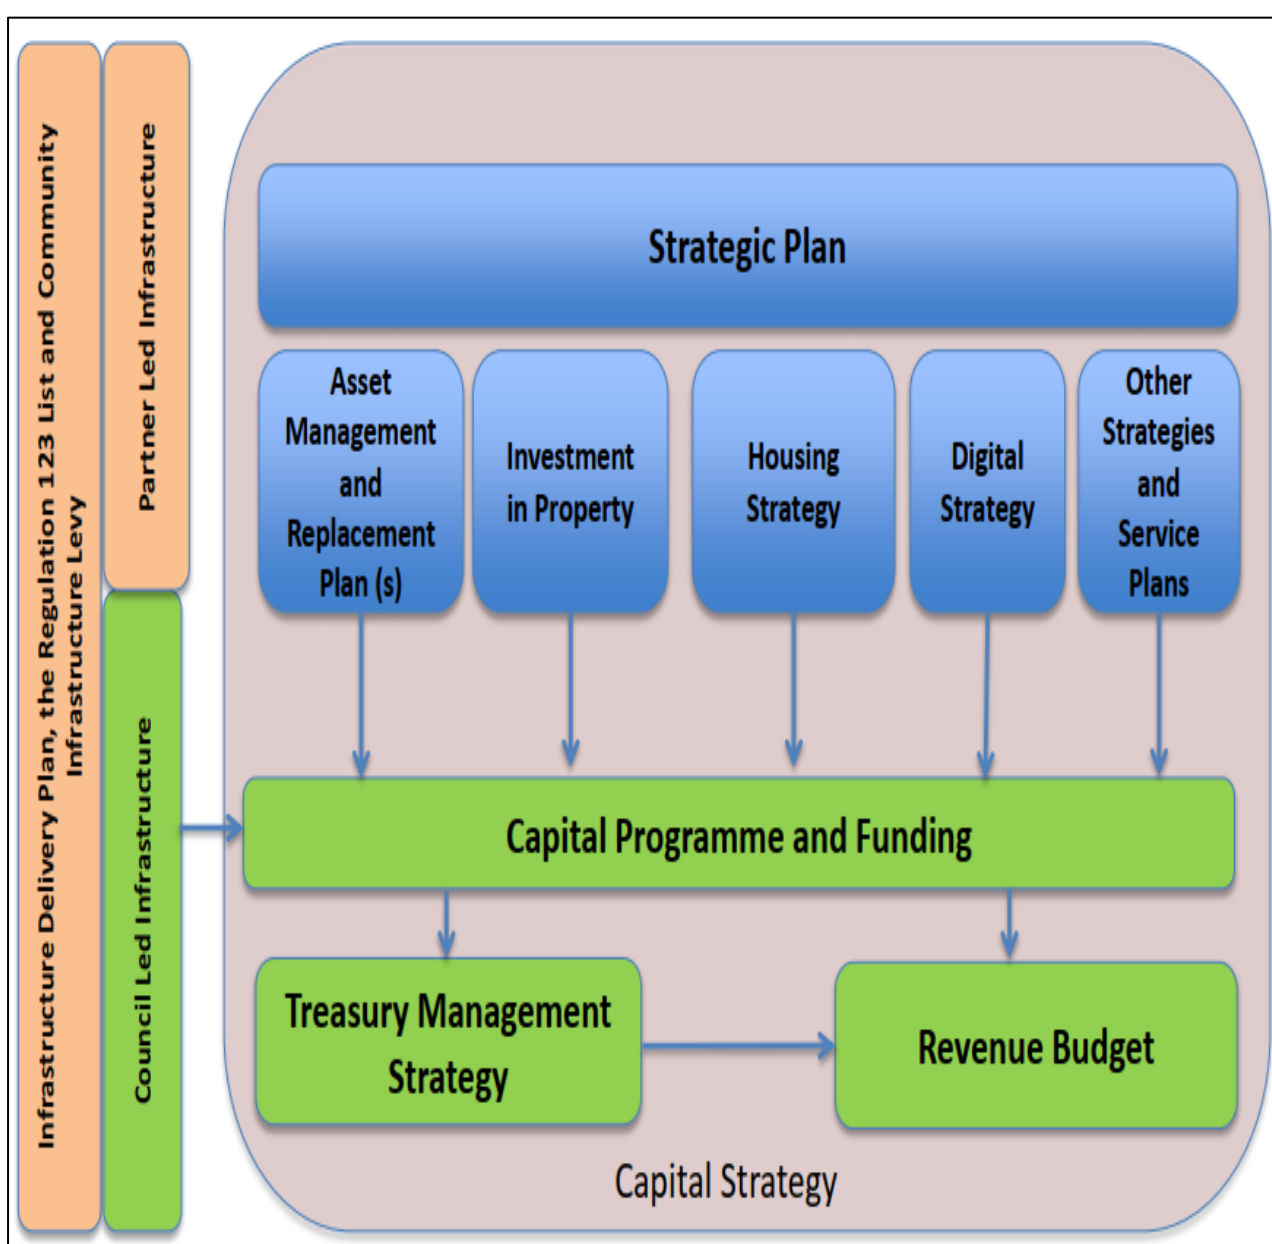 Infrastructure Delivery Plan, the Regulation 123 List and Community
Infrastructure Levy
Partner Led Infrastructure
Council Led Infrastructure
Strategic Plan
Asset
Management
and
Replacement
Plan (s)
Investment
in Property
Housing
Strategy
Digital
Strategy
Other
Strategies
and
Service
Plans
Capital Programme and Funding
Treasury Management
Strategy
Revenue Budget
Capital Strategy